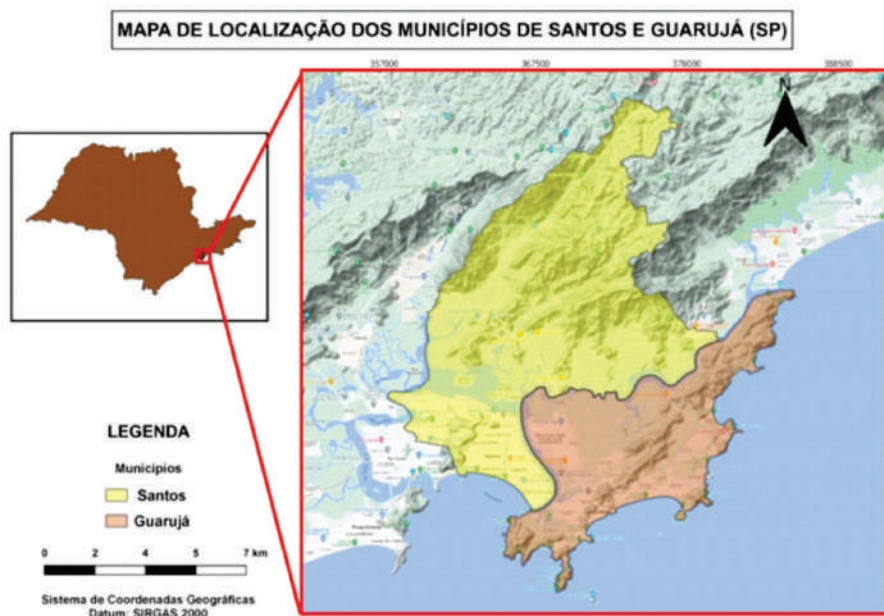 MAPA DE LOCALIZAÇÃO DOS MUNICÍPIOS DE SANTOS E GUARUJÁ (SP)
357000 367500 378000 388500
N
LEGENDA
Municípios
Santos
Guarujá
0 2 4 5 7 km
Sistema de Coordenadas Geográficas
Datum: SIRGAS 2000